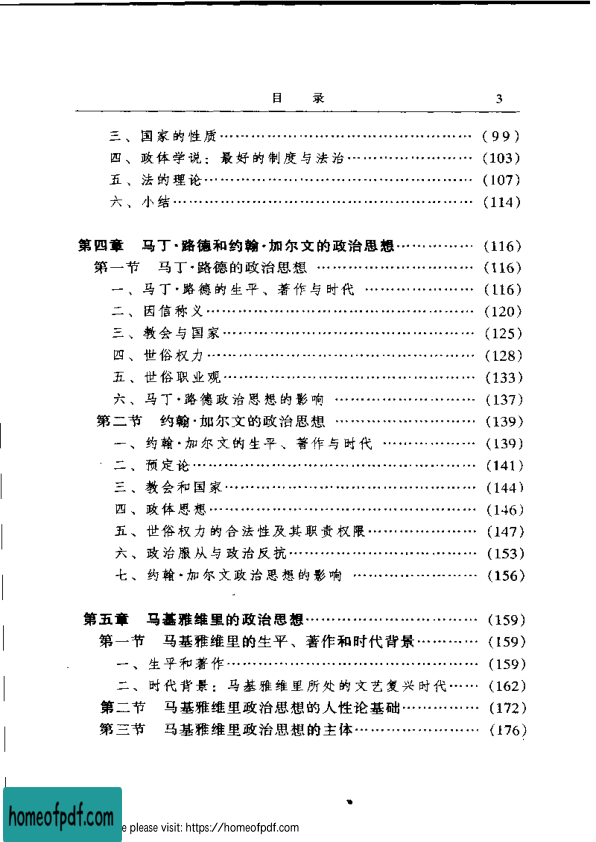 目 录 3
三、国家的性质……………………………………(99)
四、政体学说：最好的制度与法治…………………(103)
五、法的理论………………………………………(107)
六、小结……………………………………………(114)
第四章 马丁·路德和约翰·加尔文的政治思想……………(116)
第一节 马丁·路德的政治思想……………………(116)
一、马丁·路德的生平、著作与时代………………(116)
二、因信称义………………………………………(120)
三、教会与国家……………………………………(125)
四、世俗权力………………………………………(128)
五、世俗职业观……………………………………(133)
六、马丁·路德政治思想的影响……………………(137)
第二节 约翰·加尔文的政治思想…………………(139)
一、约翰·加尔文的生平、著作与时代……………(139)
二、预定论…………………………………………(141)
三、教会和国家……………………………………(144)
四、政体思想………………………………………(146)
五、世俗权力的合法性及其职责权限………………(147)
六、政治服从与政治反抗…………………………(153)
七、约翰·加尔文政治思想的影响…………………(156)
第五章 马基雅维里的政治思想………………………(159)
第一节 马基雅维里的生平、著作和时代背景…………(159)
一、生平和著作……………………………………(159)
二、时代背景：马基雅维里所处的文艺复兴时代……(162)
第二节 马基雅维里政治思想的人性论基础……………(172)
第三节 马基雅维里政治思想的主体…………………(176)
homeofpdf.com
e please visit: https://homeofpdf.com